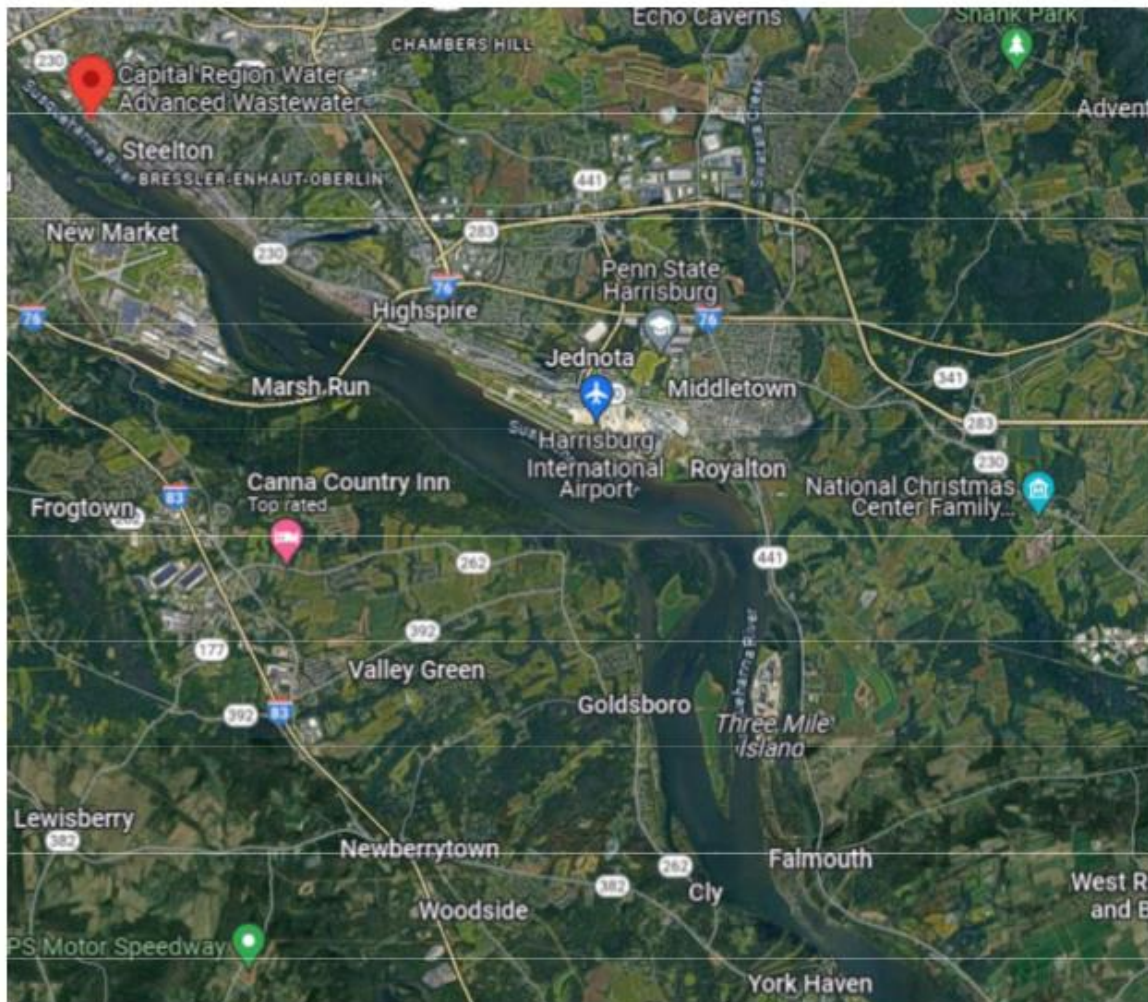 Echo Caverns
Shank Park
CHAMBERS HILL
230
Capital Region Water
Advanced Wastewater
Advent
Susquehanna River
Swatara Creek
Steelton
BRESSLER-ENHAUT-OBERLIN
441
New Market
283
230
Penn State
Harrisburg
76
76
76
Highspire
Jednota
Marsh Run
Middletown
341
283
Harrisburg
International
Airport
Royalton
230
Canna Country Inn
Top rated
National Christmas
Center Family...
83
Frogtown
262
441
392
177
Valley Green
Goldsboro
392
83
Three Mile
Island
Lewisberry
382
Newberrytown
Falmouth
262
382
Cly
West R
and B
Woodside
PS Motor Speedway
York Haven